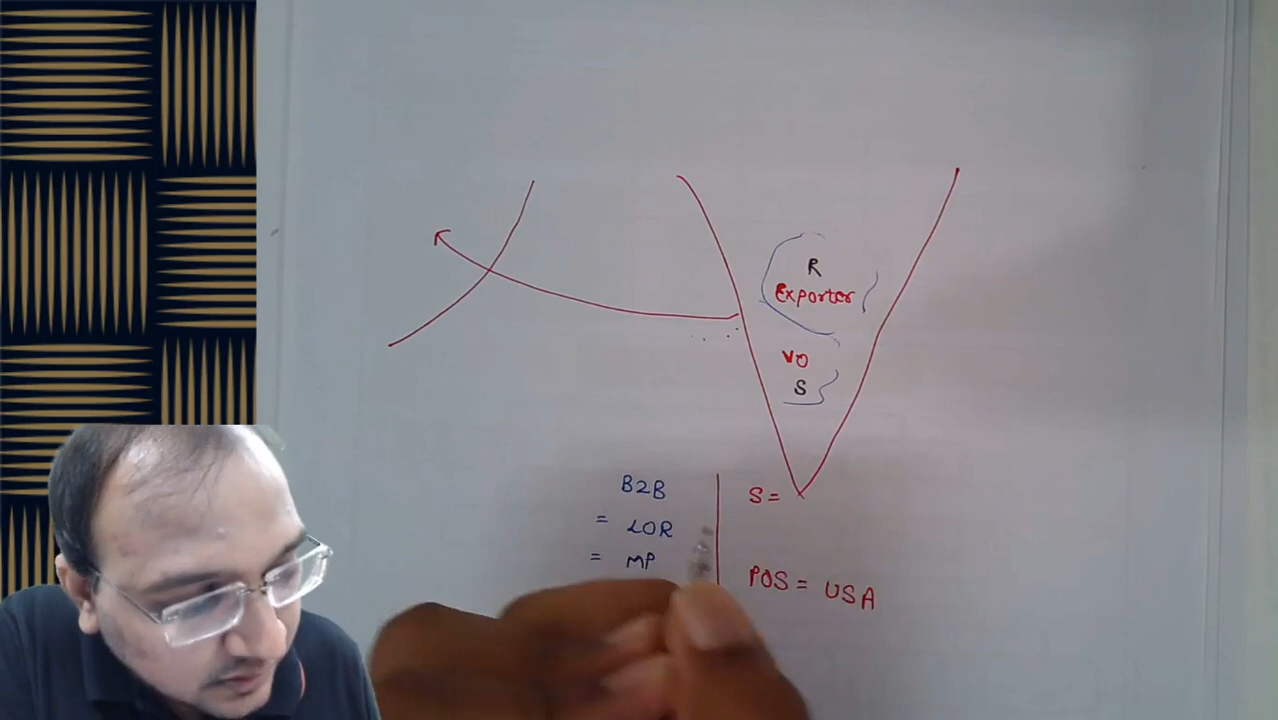 R
Exporter
VO
S
B2B
= LOR
= MP
S =
POS = USA